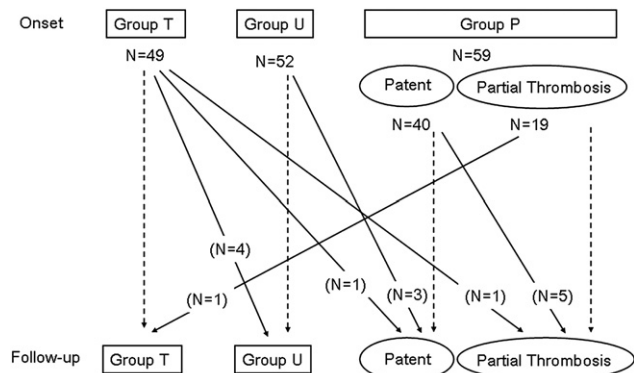 Onset Group T Group U Group P
N=49 N=52 N=59
Patent Partial Thrombosis
N=40 N=19
(N=4)
(N=1) (N=1) (N=3) (N=1) (N=5)
Follow-up Group T Group U Patent Partial Thrombosis